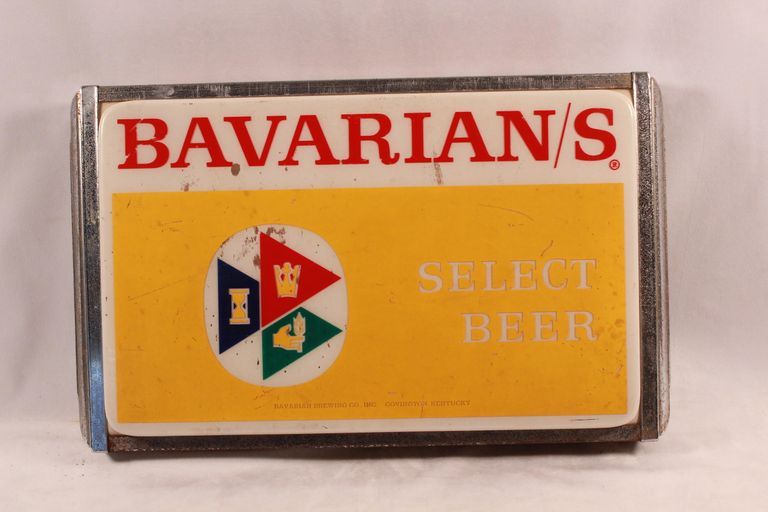 BAVARIAN/S®
SELECT
BEER
BAVARIAN BREWING CO., INC. COVINGTON, KENTUCKY